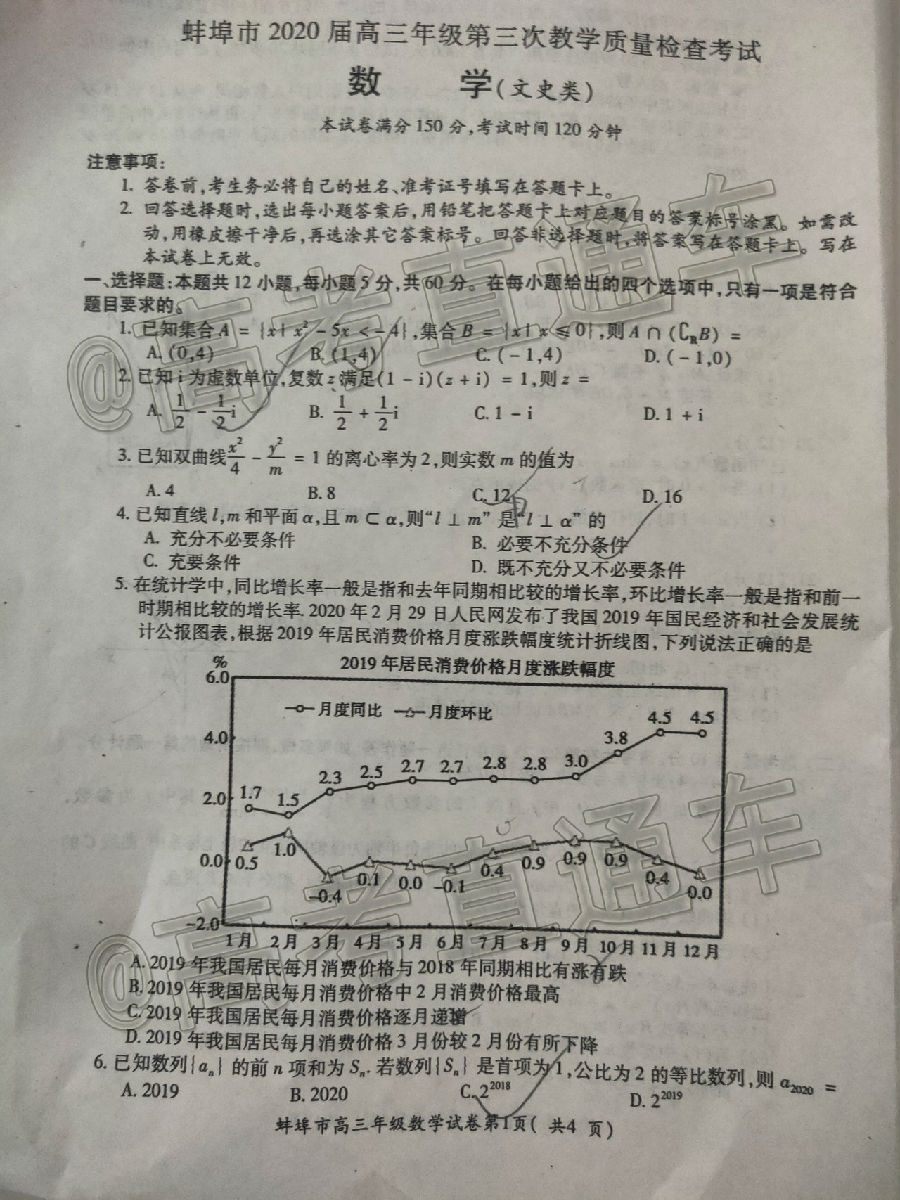 蚌埠市2020届高三年级第三次教学质量检查考试
数 学(文史类)
本试卷满分150分,考试时间120分钟
注意事项:
1. 答卷前,考生务必将自己的姓名、准考证号填写在答题卡上。
2. 回答选择题时,选出每小题答案后,用铅笔把答题卡上对应题目的答案标号涂黑。如需改
动,用橡皮擦干净后,再选涂其它答案标号。回答非选择题时,将答案写在答题卡上。写在
本试卷上无效。
一、选择题:本题共12小题,每小题5分,共60分。在每小题给出的四个选项中,只有一项是符合
题目要求的。
1. 已知集合A = {x| x² - 5x < -4},集合B = {x| x ≤ 0},则A ∩ (∁RB) =
A. (0,4) B. (1,4) C. (-1,4) D. (-1,0)
2. 已知i为虚数单位,复数z满足(1 - i)(z + i) = 1,则z =
A. 1/2 - 1/2 i B. 1/2 + 1/2 i C. 1 - i D. 1 + i
3. 已知双曲线 x²/4 - y²/m = 1的离心率为2,则实数m的值为
A. 4 B. 8 C. 12 D. 16
4. 已知直线l,m和平面α,且m ⊂ α,则“l ⊥ m”是“l ⊥ α”的
A. 充分不必要条件 B. 必要不充分条件
C. 充要条件 D. 既不充分又不必要条件
5. 在统计学中,同比增长率一般是指和去年同期相比较的增长率,环比增长率一般是指和前一
时期相比较的增长率. 2020年2月29日人民网发布了我国2019年国民经济和社会发展统
计公报图表,根据2019年居民消费价格月度涨跌幅度统计折线图,下列说法正确的是
2019年居民消费价格月度涨跌幅度
%
6.0
月度同比 月度环比
4.0
2.0
0.0
-2.0
1.7 1.5 2.3 2.5 2.7 2.7 2.8 2.8 3.0 3.8 4.5 4.5
0.5 1.0 -0.4 0.1 0.0 -0.1 0.4 0.9 0.9 0.9 0.4 0.0
1月 2月 3月 4月 5月 6月 7月 8月 9月 10月 11月 12月
A. 2019年我国居民每月消费价格与2018年同期相比有涨有跌
B. 2019年我国居民每月消费价格中2月消费价格最高
C. 2019年我国居民每月消费价格逐月递增
D. 2019年我国居民每月消费价格3月份较2月份有所下降
6. 已知数列{aₙ}的前n项和为Sₙ. 若数列{Sₙ}是首项为1,公比为2的等比数列,则a₂₀₂₀ =
A. 2019 B. 2020 C. 2²⁰¹⁸ D. 2²⁰¹⁹
蚌埠市高三年级数学试卷第1页(共4页)
@高考直通车
@高考直通车